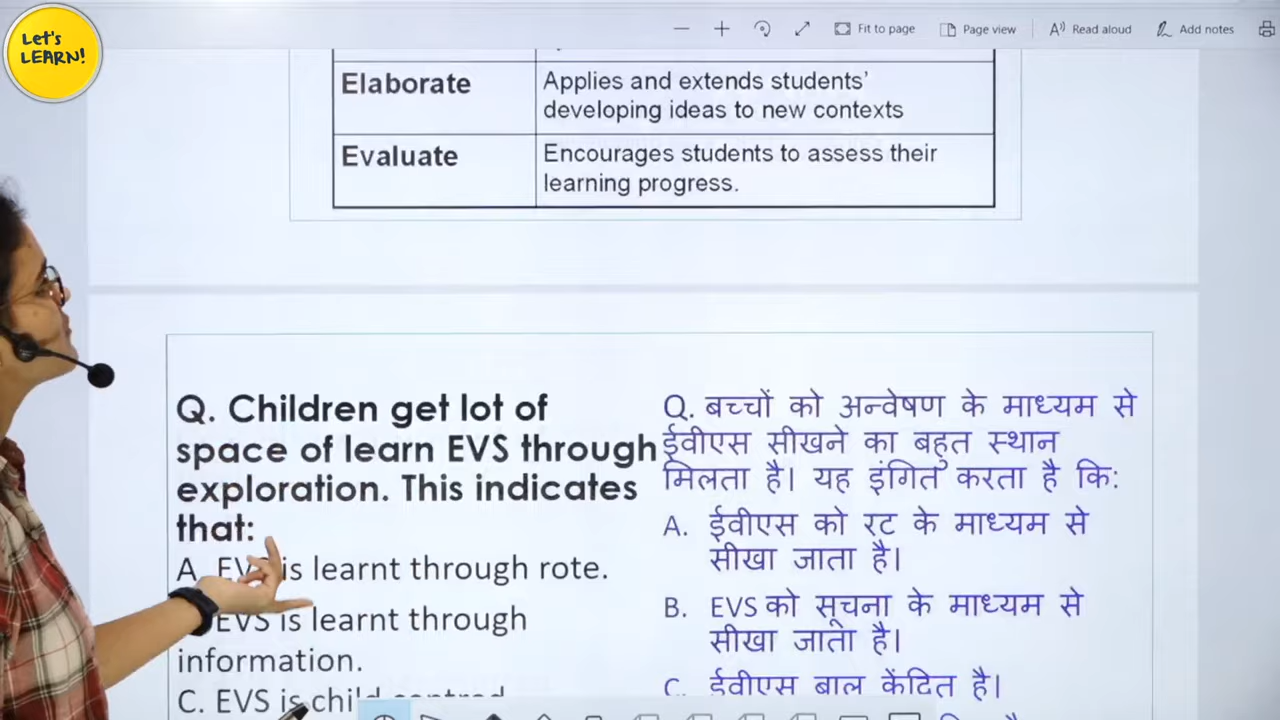 Let's
LEARN!
Fit to page
Page view
Read aloud
Add notes
Elaborate
Applies and extends students'
developing ideas to new contexts
Evaluate
Encourages students to assess their
learning progress.
Q. Children get lot of
space of learn EVS through
exploration. This indicates
that:
A. EVS is learnt through rote.
EVS is learnt through
information.
C. EVS is child centred
Q. बच्चों को अन्वेषण के माध्यम से
ईवीएस सीखने का बहुत स्थान
मिलता है। यह इंगित करता है कि:
A. ईवीएस को रट के माध्यम से
सीखा जाता है।
B. EVS को सूचना के माध्यम से
सीखा जाता है।
C. ईवीएस बाल केंदित है।